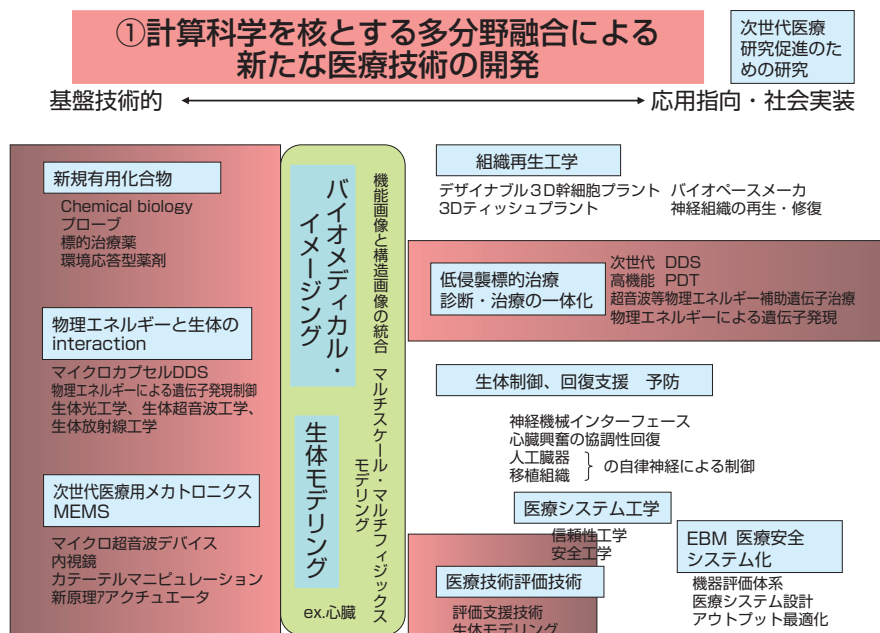 ①計算科学を核とする多分野融合による
新たな医療技術の開発
次世代医療
研究促進のた
めの研究
基盤技術的
応用指向・社会実装
新規有用化合物
Chemical biology
プローブ
標的治療薬
環境応答型薬剤
物理エネルギーと生体の
interaction
マイクロカプセルDDS
物理エネルギーによる遺伝子発現制御
生体光工学、生体超音波工学、
生体放射線工学
次世代医療用メカトロニクス
MEMS
マイクロ超音波デバイス
内視鏡
カテーテルマニピュレーション
新原理アアクチュエータ
バイオメディカル・
イメージング
機能画像と構造画像の統合
生体モデリング
マルチスケール・マルチフィジックス
モデリング
ex.心臓
組織再生工学
デザイナブル3D幹細胞プラント バイオペースメーカ
3Dティッシュプラント 神経組織の再生・修復
低侵襲標的治療
診断・治療の一体化
次世代 DDS
高機能 PDT
超音波等物理エネルギー補助遺伝子治療
物理エネルギーによる遺伝子発現
生体制御、回復支援 予防
神経機械インターフェース
心臓興奮の協調性回復
人工臓器
移植組織
の自律神経による制御
医療システム工学
信頼性工学
安全工学
EBM 医療安全
システム化
機器評価体系
医療システム設計
アウトプット最適化
医療技術評価技術
評価支援技術
生体モデリング